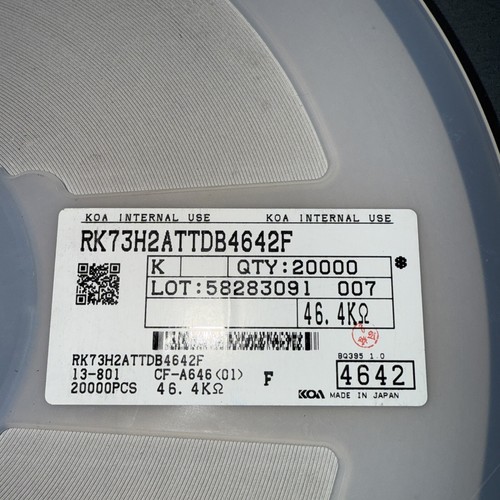 KOA INTERNAL USE KOA INTERNAL USE
RK73H2ATTDB4642F
K QTY:20000 *
LOT:58283091 007
46.4KΩ
RK73H2ATTDB4642F BQ395 1.0
13-801 CF-A646(01) F 4642
20000PCS 46.4KΩ KOA MADE IN JAPAN